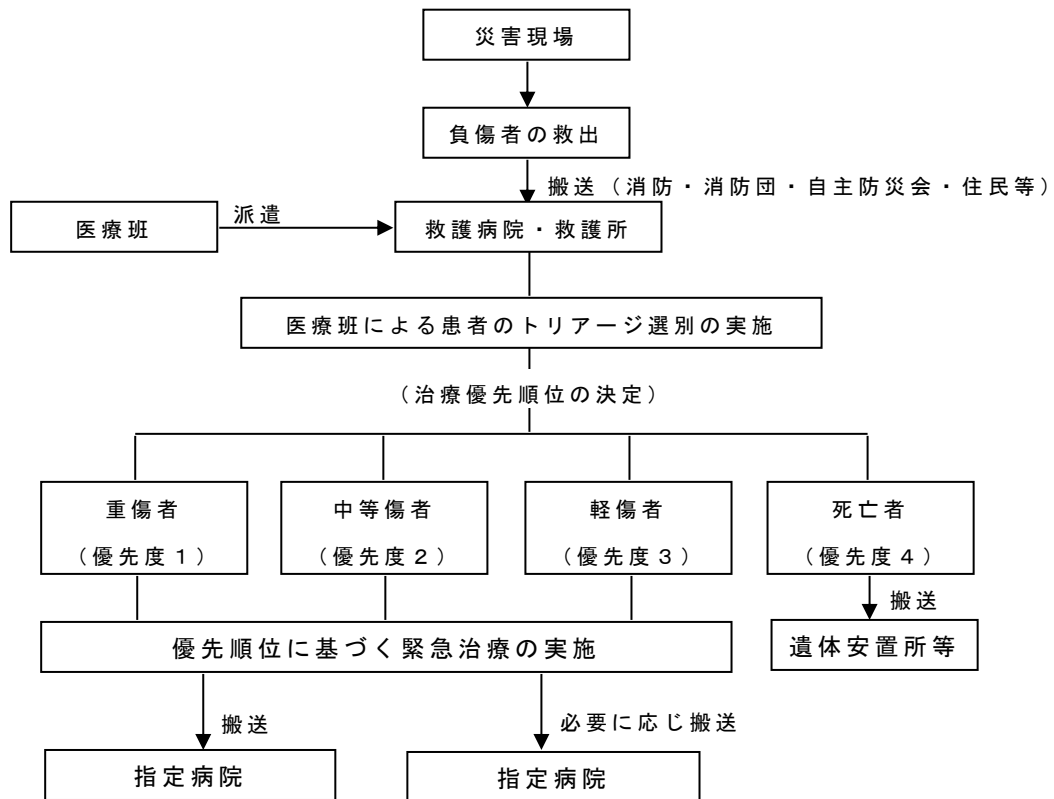 災害現場
負傷者の救出
搬送（消防・消防団・自主防災会・住民等）
医療班
派遣
救護病院・救護所
医療班による患者のトリアージ選別の実施
（治療優先順位の決定）
重傷者
（優先度１）
中等傷者
（優先度２）
軽傷者
（優先度３）
死亡者
（優先度４）
搬送
優先順位に基づく緊急治療の実施
遺体安置所等
搬送
必要に応じ搬送
指定病院
指定病院